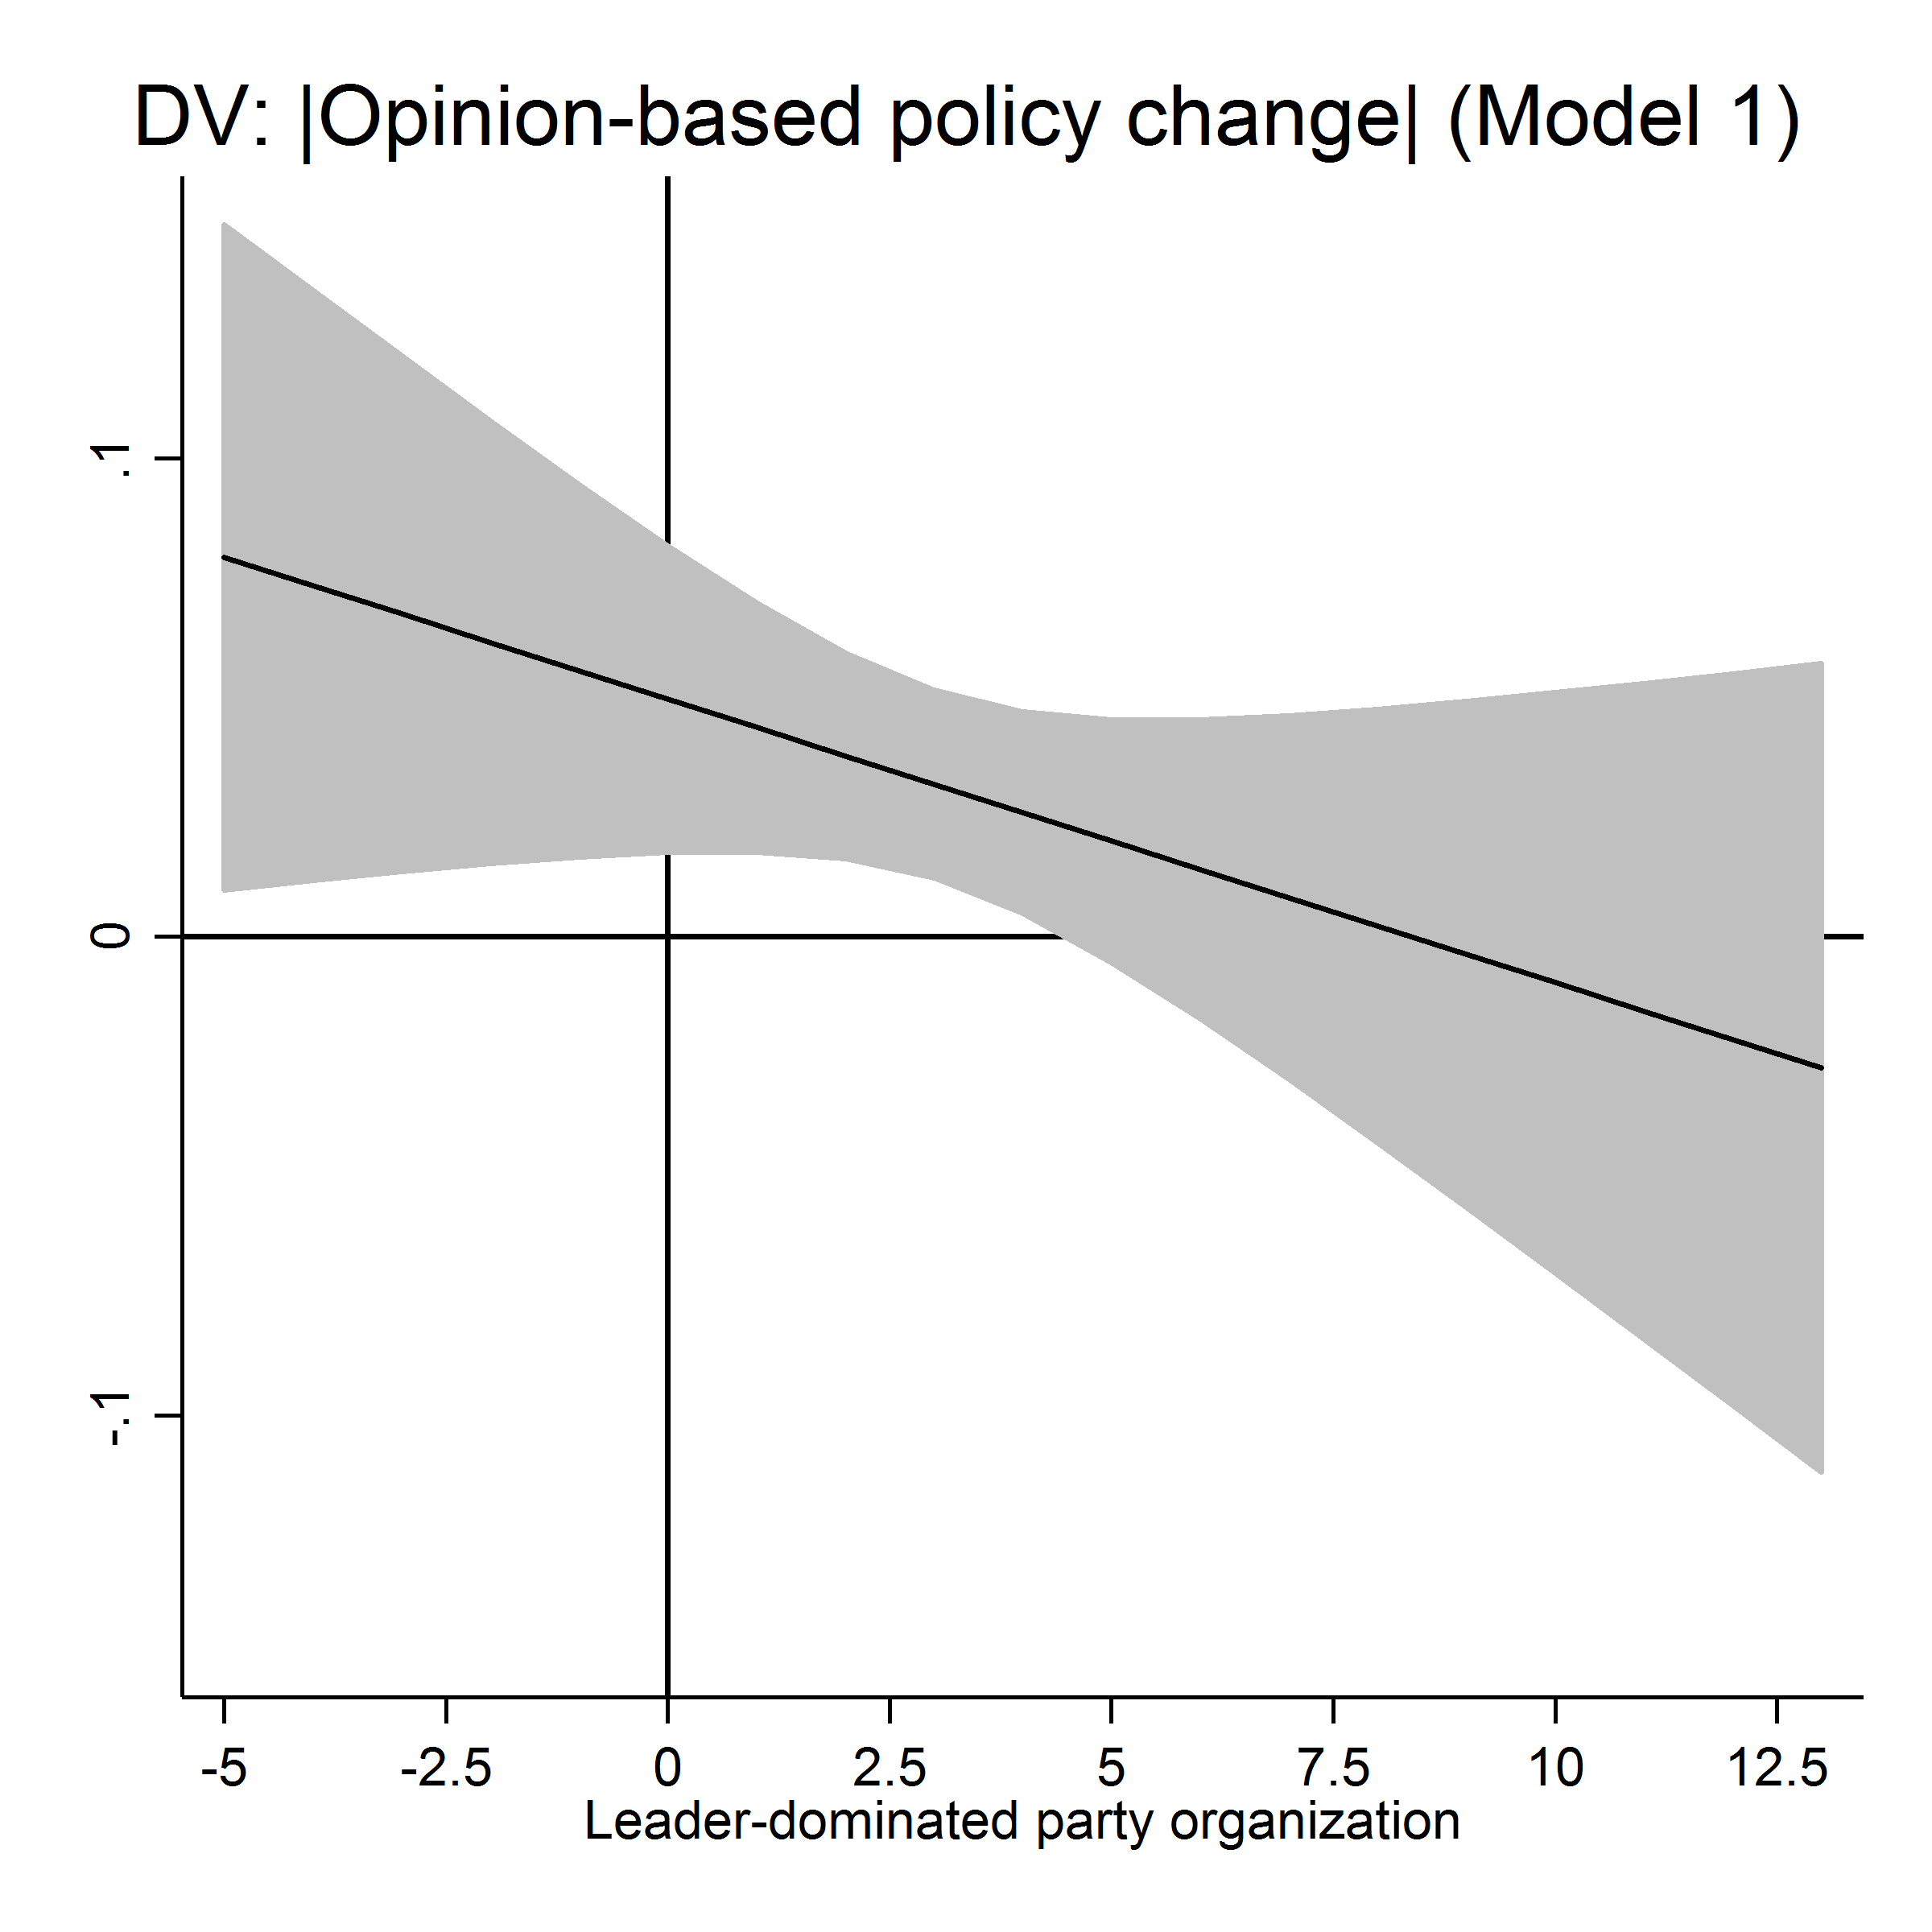 DV: |Opinion-based policy change| (Model 1)
.1
0
-.1
-5 -2.5 0 2.5 5 7.5 10 12.5
Leader-dominated party organization